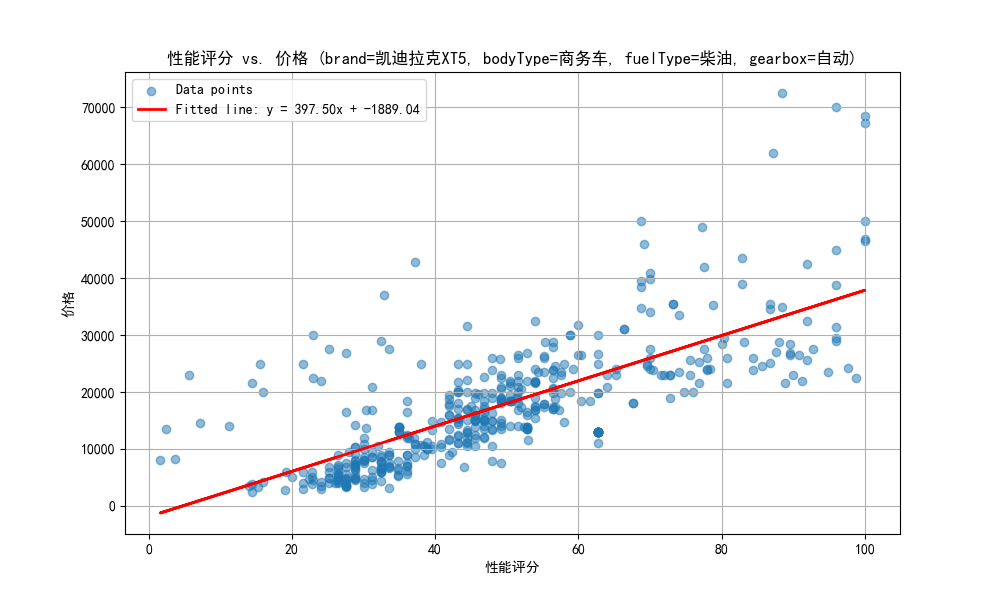 性能评分 vs. 价格 (brand=凯迪拉克XT5, bodyType=商务车, fuelType=柴油, gearbox=自动)
Data points
Fitted line: y = 397.50x + -1889.04
70000
60000
50000
40000
30000
20000
10000
0
价格
0 20 40 60 80 100
性能评分